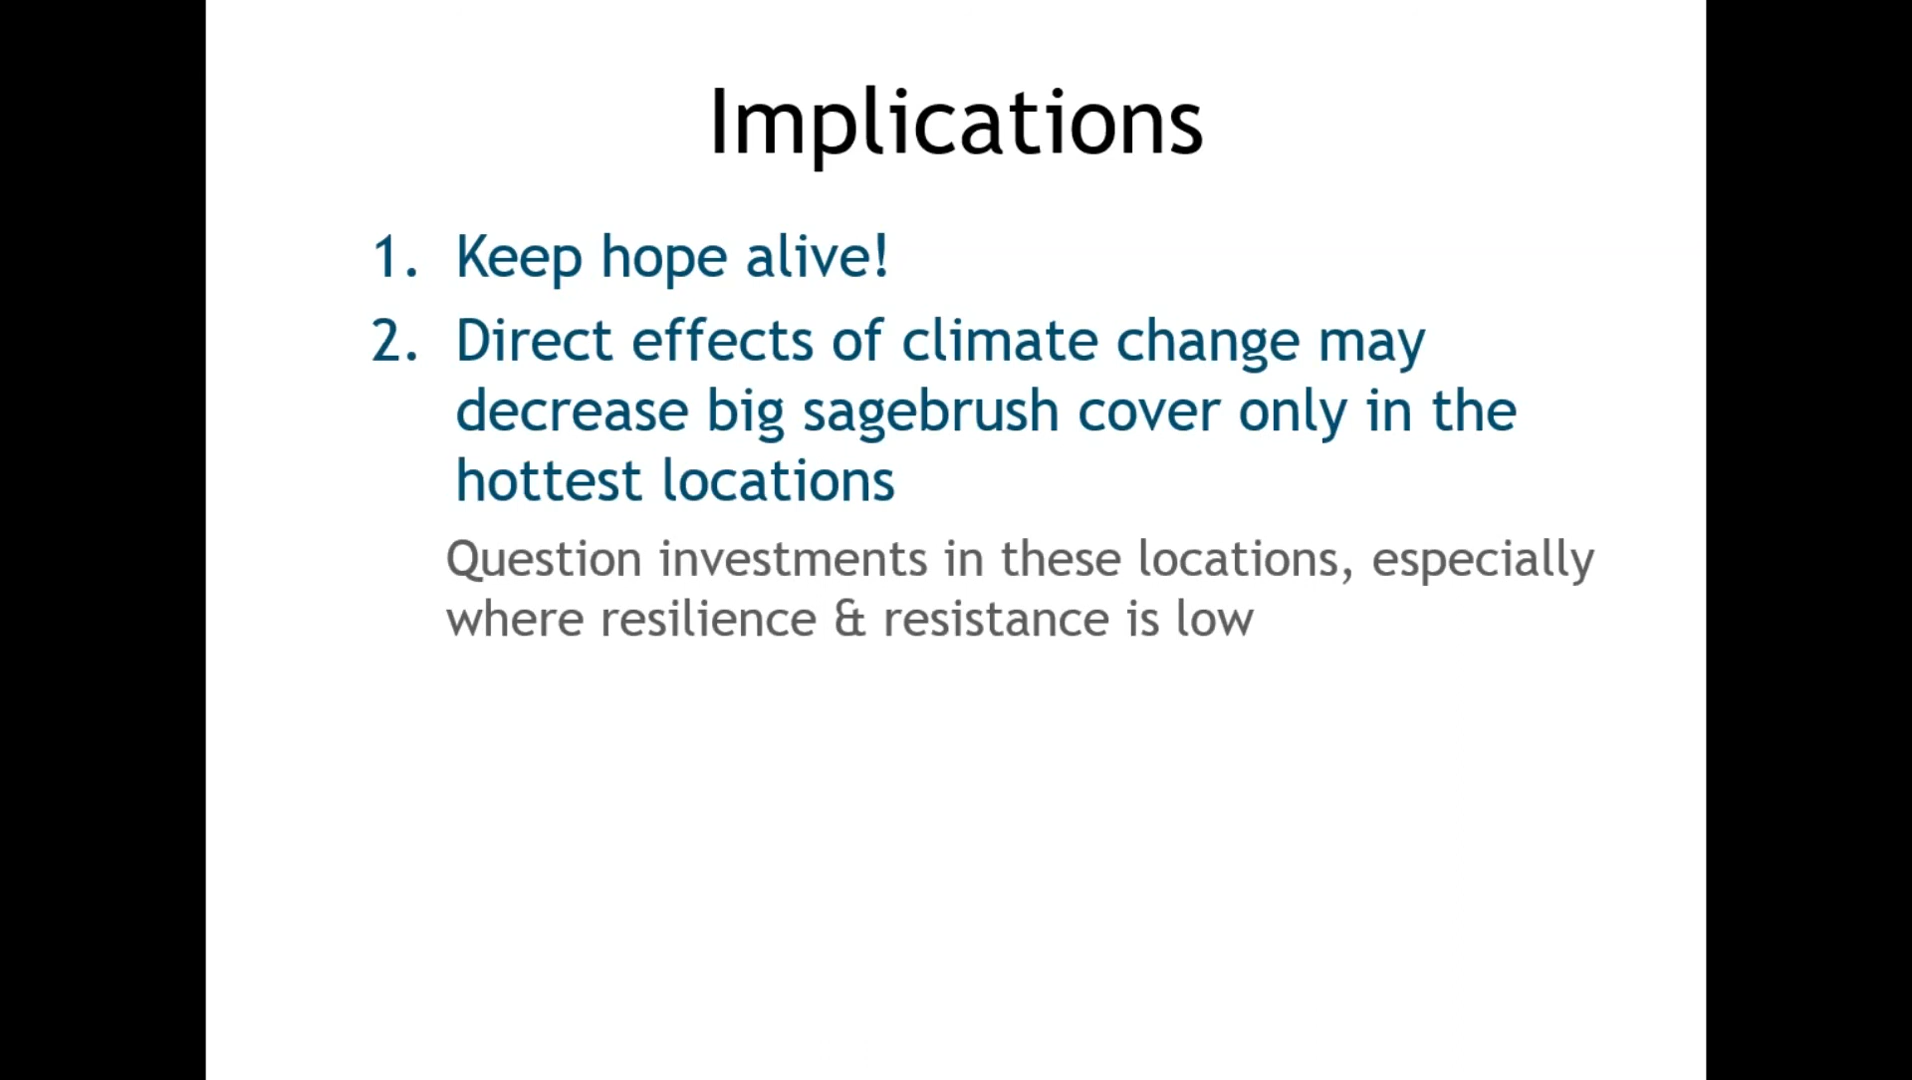 Implications
1. Keep hope alive!
2. Direct effects of climate change may
decrease big sagebrush cover only in the
hottest locations
Question investments in these locations, especially
where resilience & resistance is low